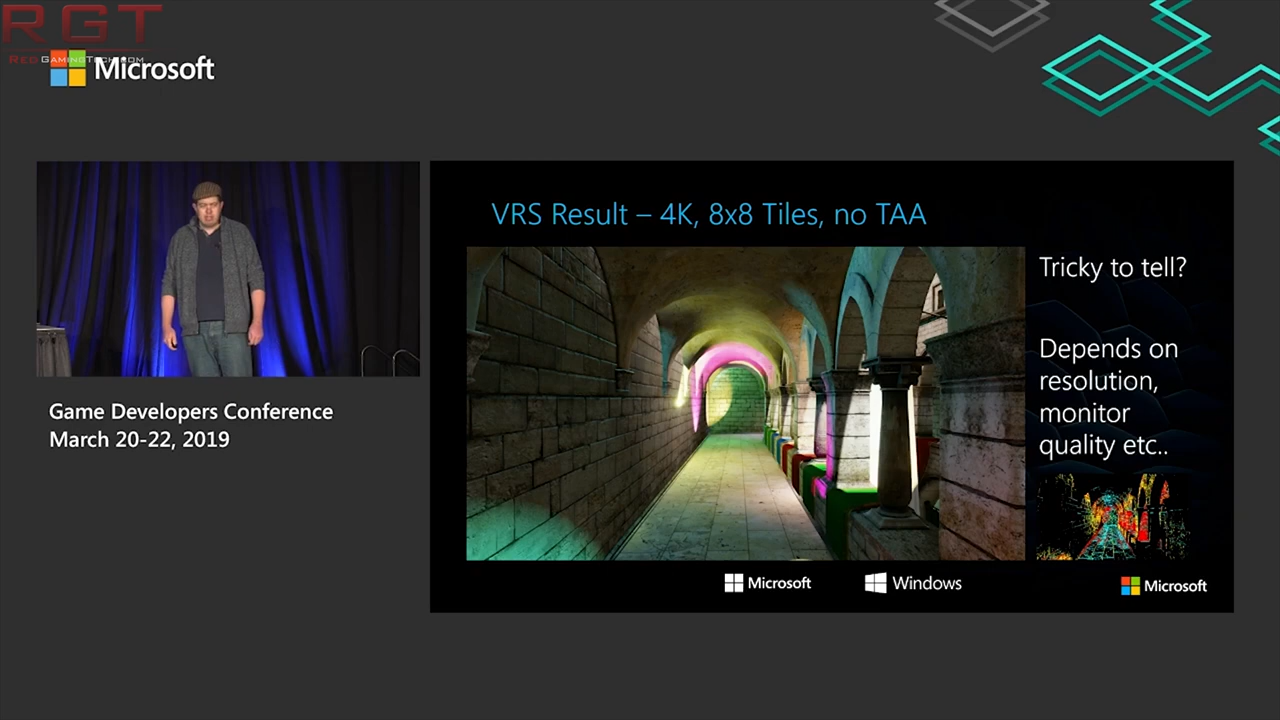 RGT
REDGAMINGTECH.COM
Microsoft
VRS Result – 4K, 8x8 Tiles, no TAA
Tricky to tell?
Depends on
resolution,
monitor
quality etc..
Game Developers Conference
March 20-22, 2019
Microsoft
Windows
Microsoft